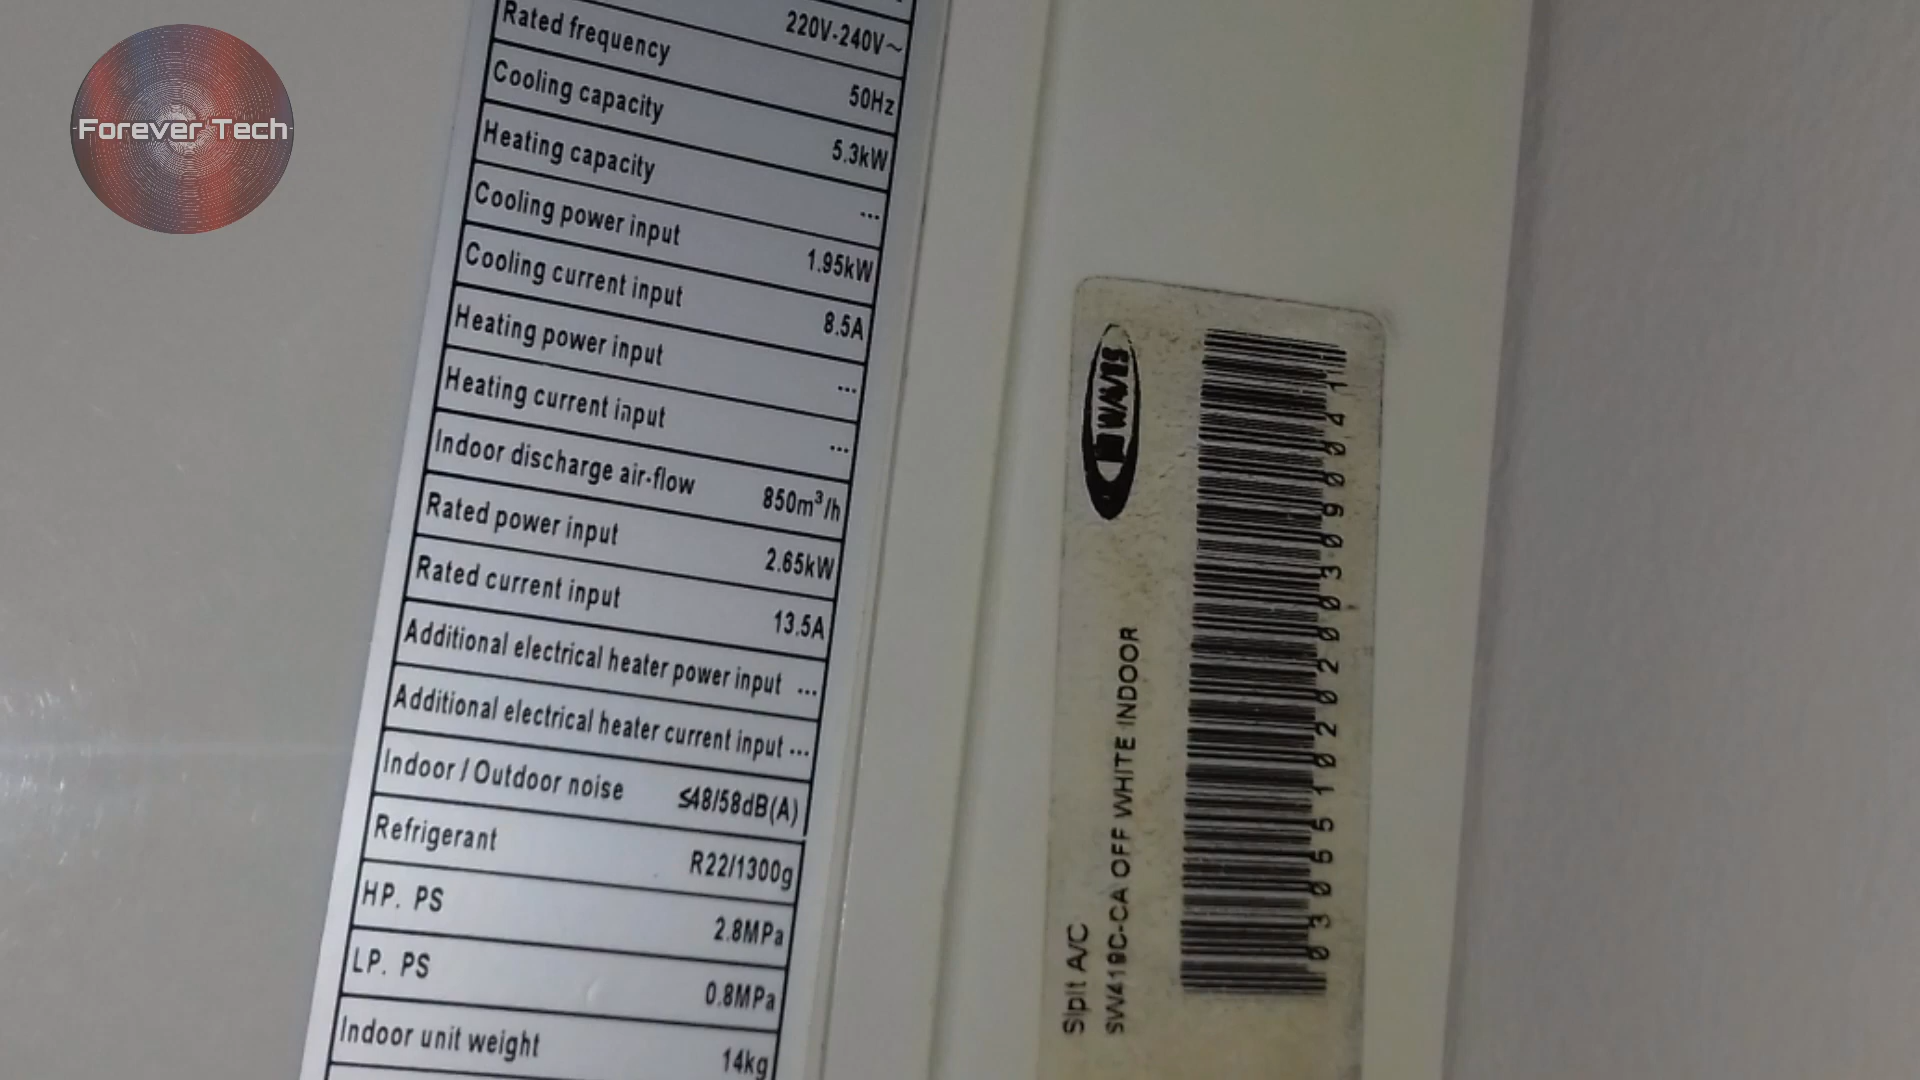 Forever Tech
220V-240V~
Rated frequency 50Hz
Cooling capacity 5.3kW
Heating capacity ---
Cooling power input 1.95kW
Cooling current input 8.5A
Heating power input ---
Heating current input ---
Indoor discharge air-flow 850m³/h
Rated power input 2.65kW
Rated current input 13.5A
Additional electrical heater power input ---
Additional electrical heater current input ---
Indoor / Outdoor noise ≤48/58dB(A)
Refrigerant R22/1300g
HP. PS 2.8MPa
LP. PS 0.8MPa
Indoor unit weight 14kg
WAVES
Slpit A/C
OFF WHITE INDOOR